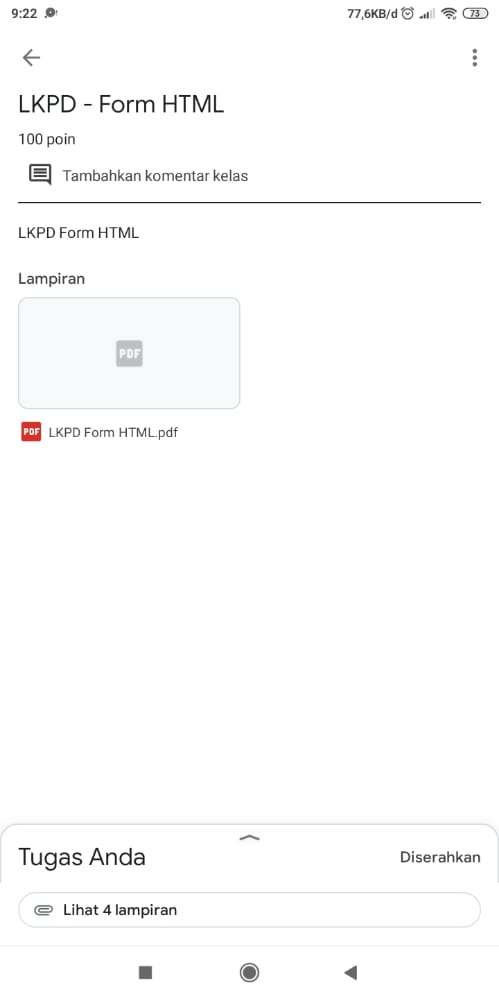 9:22
77,6KB/d
73
LKPD - Form HTML
100 poin
Tambahkan komentar kelas
LKPD Form HTML
Lampiran
PDF
PDF LKPD Form HTML.pdf
Tugas Anda
Diserahkan
Lihat 4 lampiran